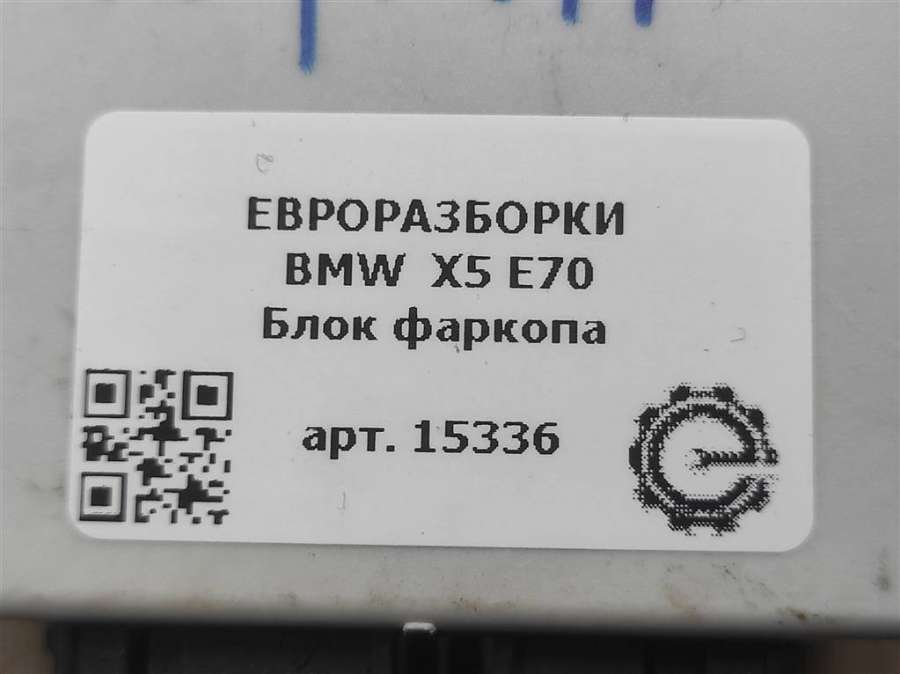 ЕВРОРАЗБОРКИ
BMW X5 E70
Блок фаркопа
арт. 15336